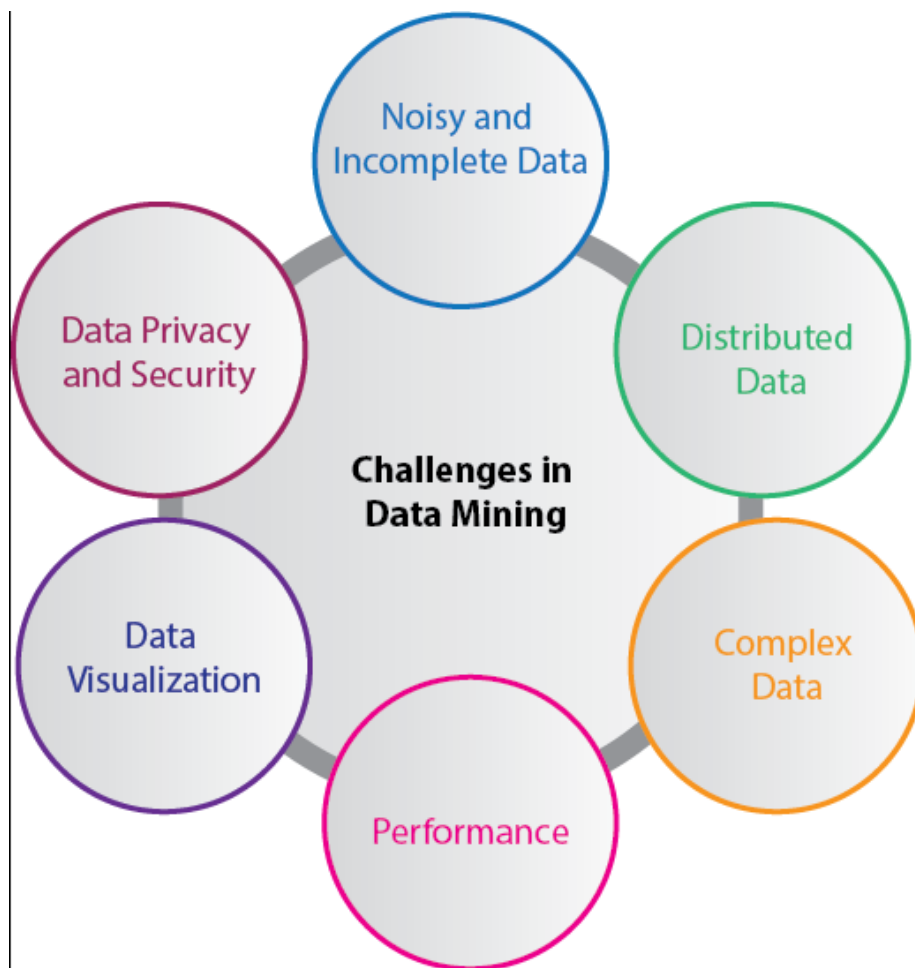 Noisy and
Incomplete Data
Data Privacy
and Security
Distributed
Data
Challenges in
Data Mining
Data
Visualization
Complex
Data
Performance